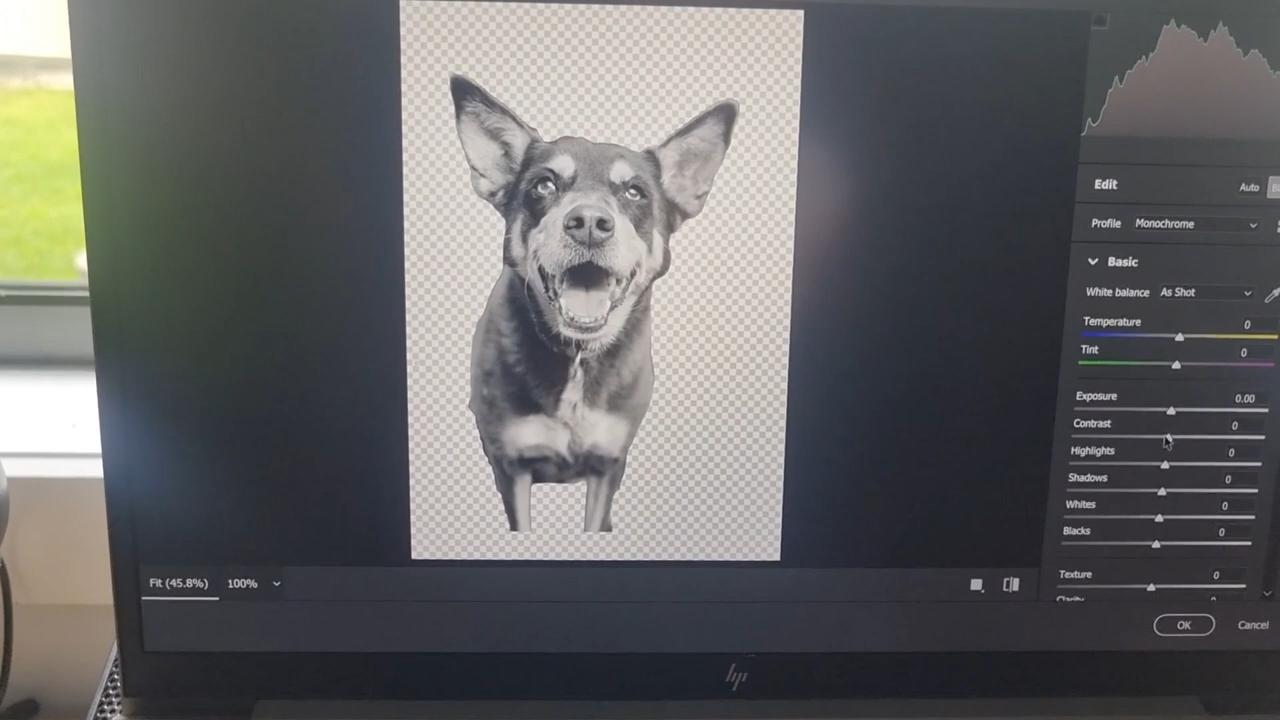 Edit
Auto
Profile Monochrome
Basic
White balance As Shot
Temperature 0
Tint 0
Exposure 0.00
Contrast 0
Highlights 0
Shadows 0
Whites 0
Blacks 0
Texture 0
Clarity
Fit (45.8%) 100%
OK Cancel
hp